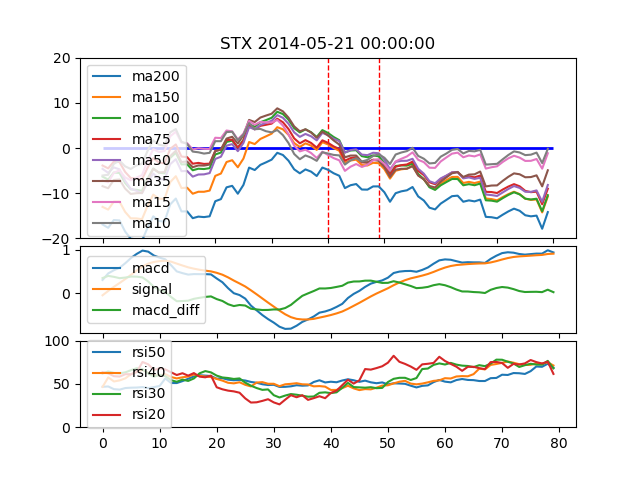 STX 2014-05-21 00:00:00
20
10
0
−10
−20
ma200
ma150
ma100
ma75
ma50
ma35
ma15
ma10
1
0
macd
signal
macd_diff
100
50
0
rsi50
rsi40
rsi30
rsi20
0 10 20 30 40 50 60 70 80